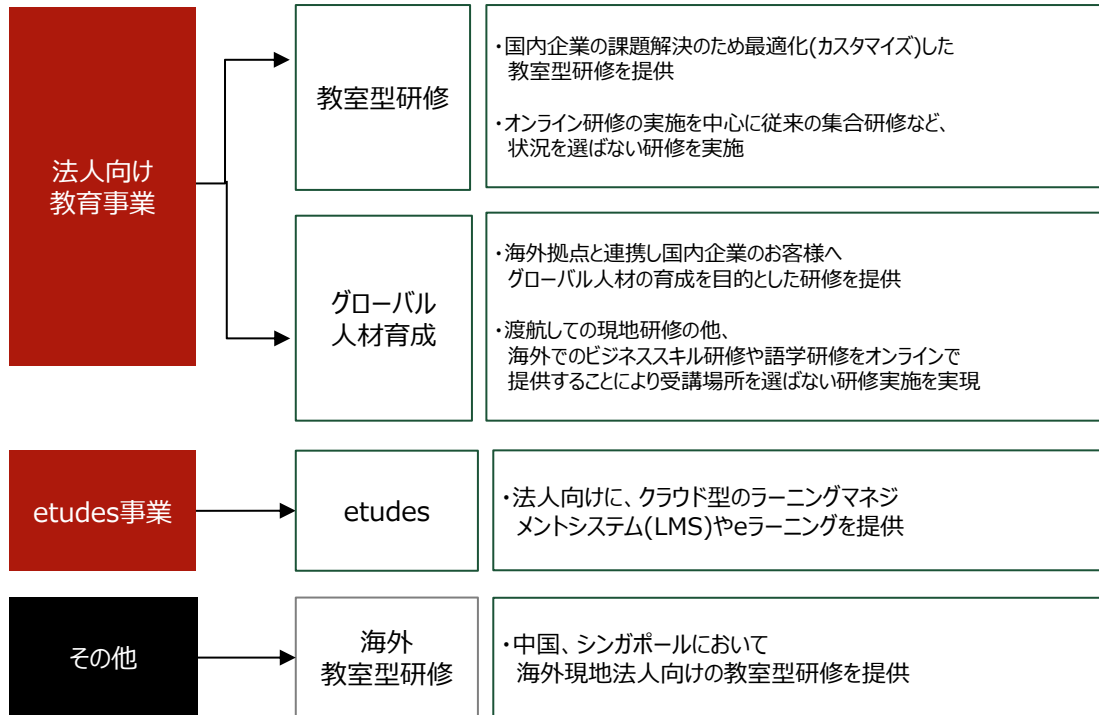 法人向け
教育事業
教室型研修
・国内企業の課題解決のため最適化(カスタマイズ)した
教室型研修を提供
・オンライン研修の実施を中心に従来の集合研修など、
状況を選ばない研修を実施
グローバル
人材育成
・海外拠点と連携し国内企業のお客様へ
グローバル人材の育成を目的とした研修を提供
・渡航しての現地研修の他、
海外でのビジネススキル研修や語学研修をオンラインで
提供することにより受講場所を選ばない研修実施を実現
etudes事業
etudes
・法人向けに、クラウド型のラーニングマネジ
メントシステム(LMS)やeラーニングを提供
その他
海外
教室型研修
・中国、シンガポールにおいて
海外現地法人向けの教室型研修を提供